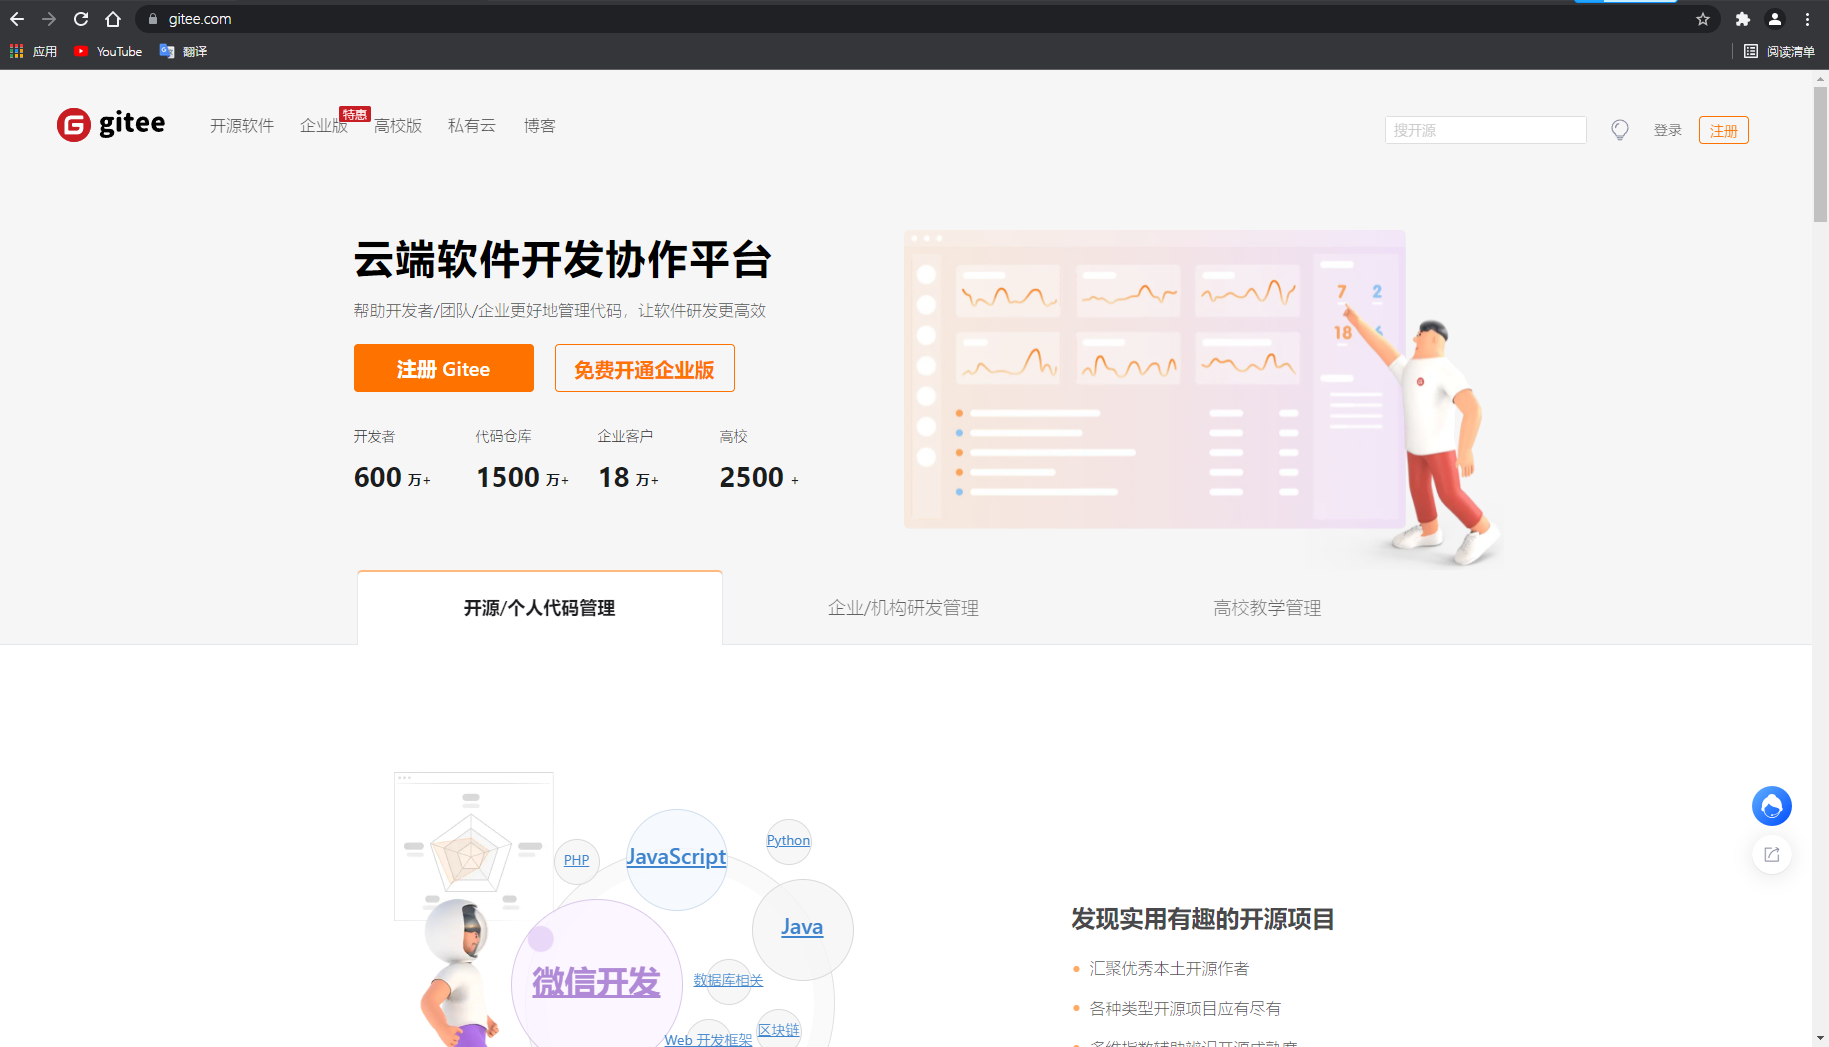 gitee.com
应用 YouTube 翻译 阅读清单
gitee 开源软件 企业版 特惠 高校版 私有云 博客 搜开源 登录 注册
云端软件开发协作平台
帮助开发者/团队/企业更好地管理代码，让软件研发更高效
注册 Gitee 免费开通企业版
开发者 代码仓库 企业客户 高校
600 万+ 1500 万+ 18 万+ 2500 +
7 2
18
开源/个人代码管理 企业/机构研发管理 高校教学管理
PHP JavaScript Python
Java
微信开发
数据库相关
区块链
Web 开发框架
发现实用有趣的开源项目
汇聚优秀本土开源作者
各种类型开源项目应有尽有